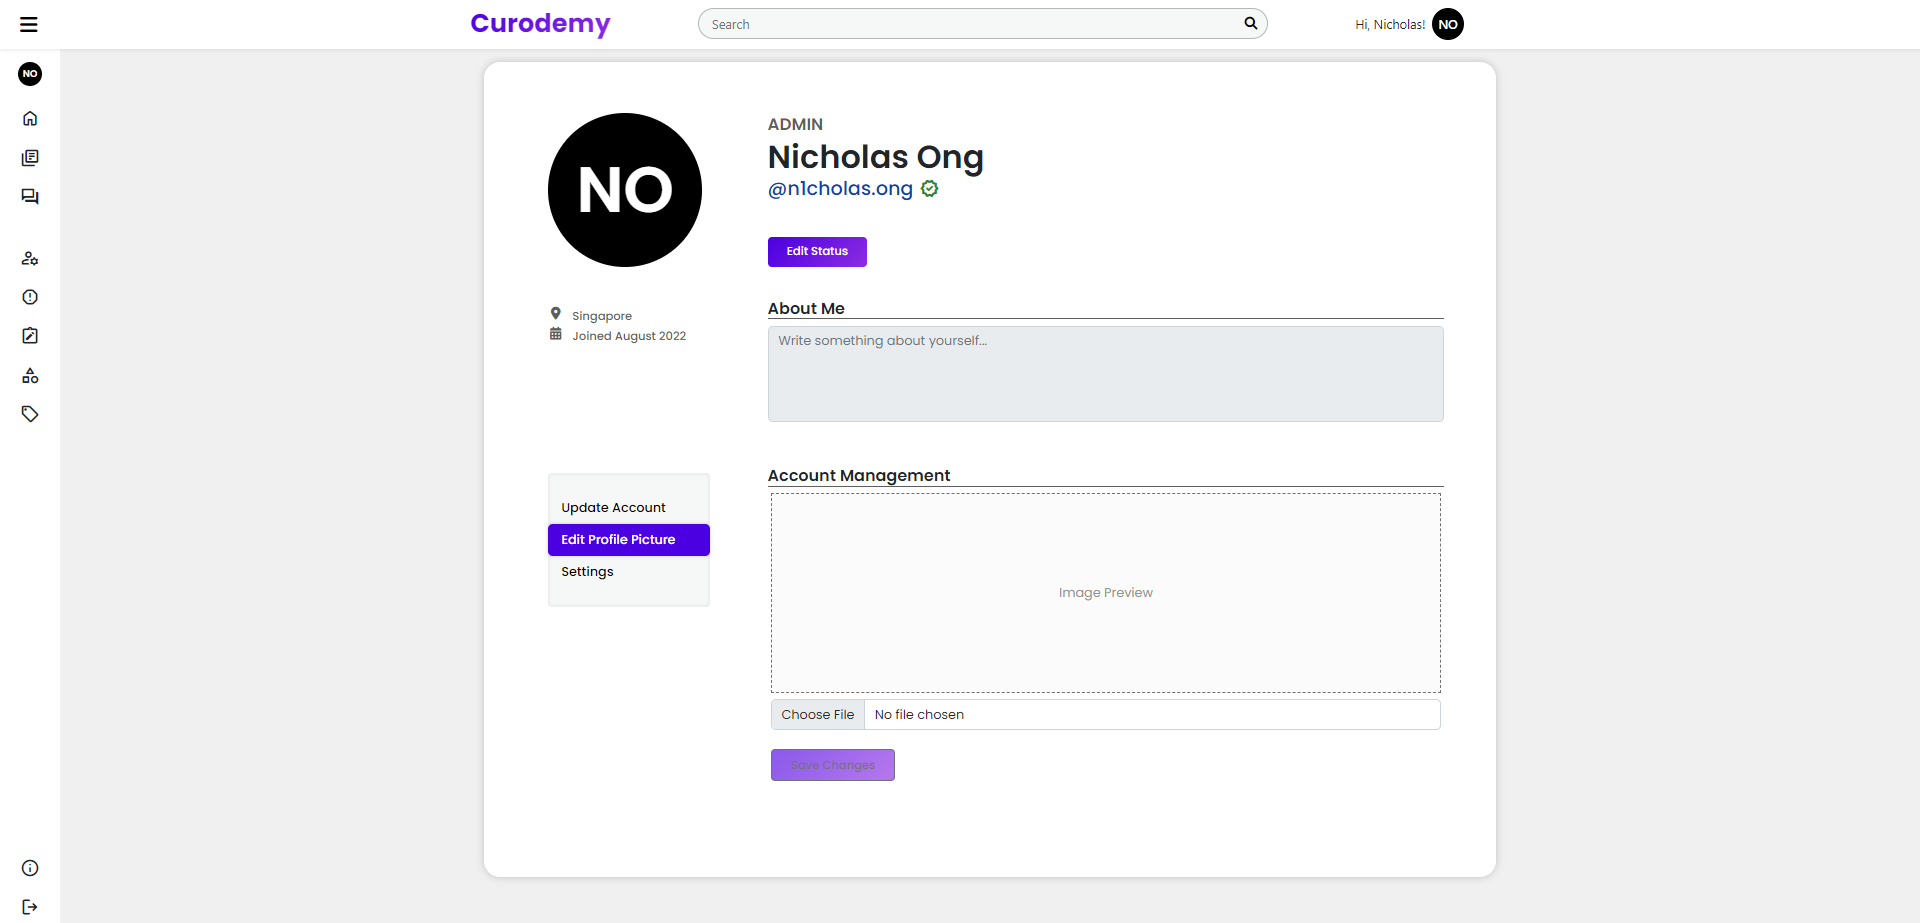 Curodemy
Search
Hi, Nicholas!
NO
NO
NO
ADMIN
Nicholas Ong
@n1cholas.ong
Edit Status
Singapore
Joined August 2022
About Me
Write something about yourself...
Update Account
Edit Profile Picture
Settings
Account Management
Image Preview
Choose File
No file chosen
Save Changes